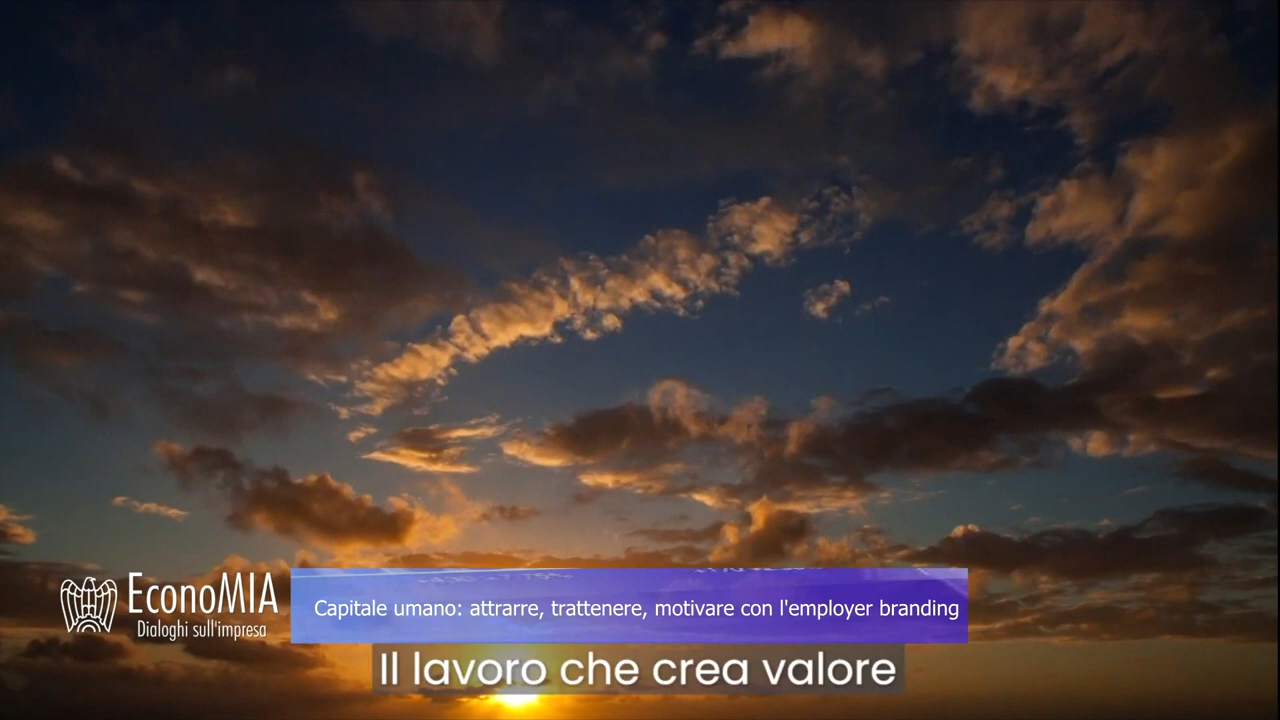 EconoMIA
Dialoghi sull'impresa
Capitale umano: attrarre, trattenere, motivare con l'employer branding
Il lavoro che crea valore